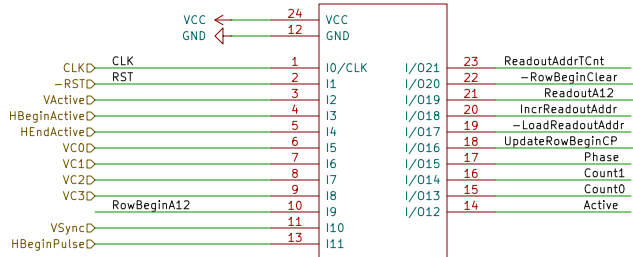 VCC 24 VCC
GND 12 GND
CLK CLK 1 I0/CLK I/O21 23 ReadoutAddrTCnt
-RST RST 2 I1 I/O20 22 -RowBeginClear
VActive 3 I2 I/O19 21 ReadoutA12
HBeginActive 4 I3 I/O18 20 IncrReadoutAddr
HEndActive 5 I4 I/O17 19 -LoadReadoutAddr
VC0 6 I5 I/O16 18 UpdateRowBeginCP
VC1 7 I6 I/O15 17 Phase
VC2 8 I7 I/O14 16 Count1
VC3 9 I8 I/O13 15 Count0
RowBeginA12 10 I9 I/O12 14 Active
VSync 11 I10
HBeginPulse 13 I11